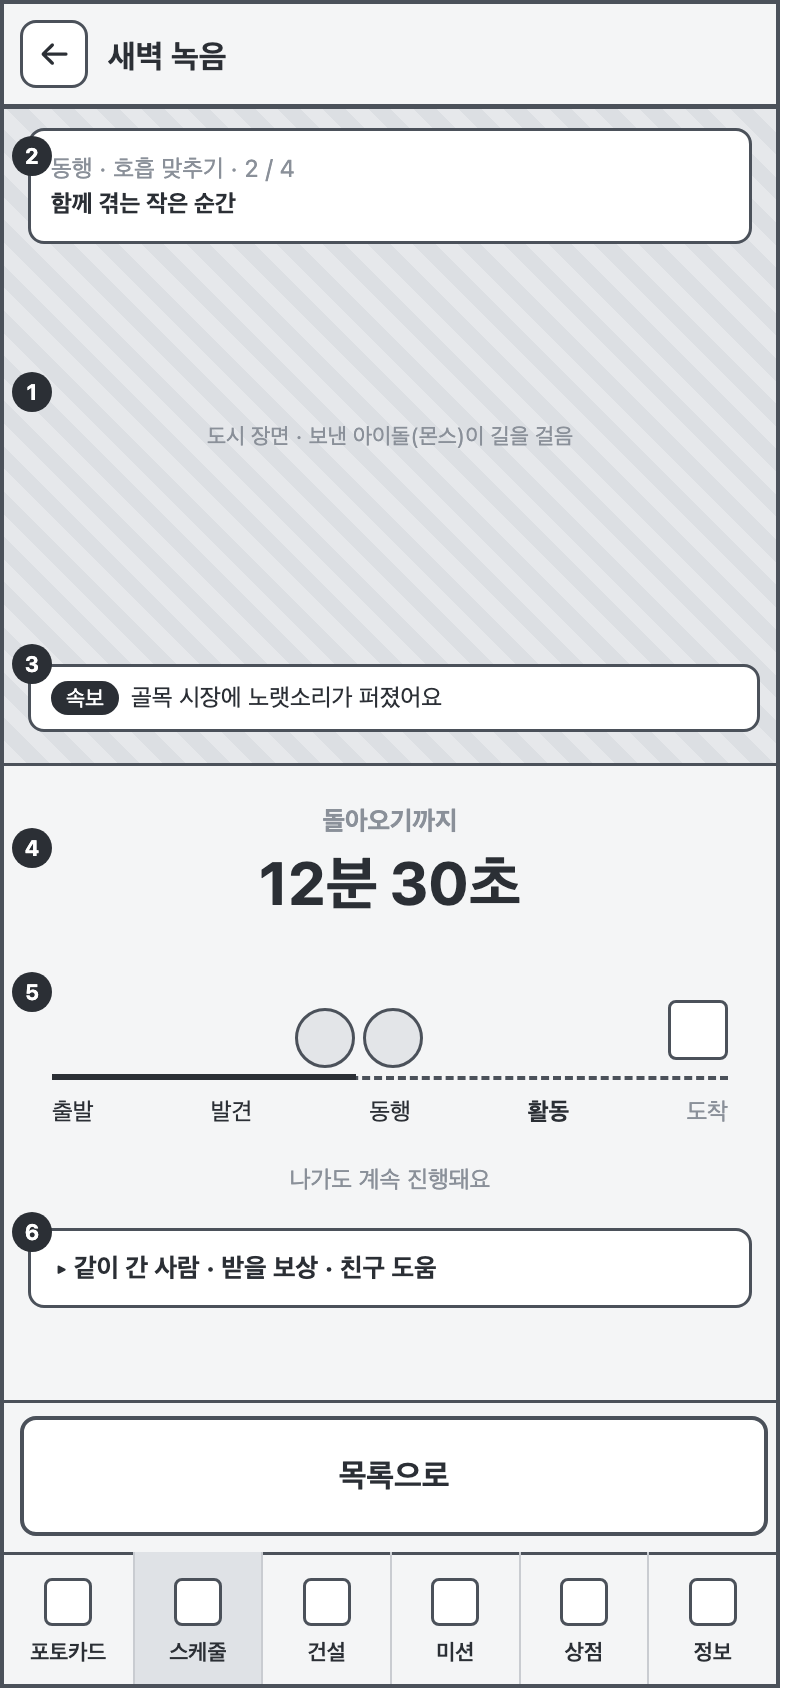 새벽 녹음
2
동행 · 호흡 맞추기 · 2 / 4
함께 겪는 작은 순간
1
도시 장면 · 보낸 아이돌(몬스)이 길을 걸음
3
속보 골목 시장에 노랫소리가 퍼졌어요
돌아오기까지
4
12분 30초
5
출발 발견 동행 활동 도착
나가도 계속 진행돼요
6
▸ 같이 간 사람 · 받을 보상 · 친구 도움
목록으로
포토카드 스케줄 건설 미션 상점 정보